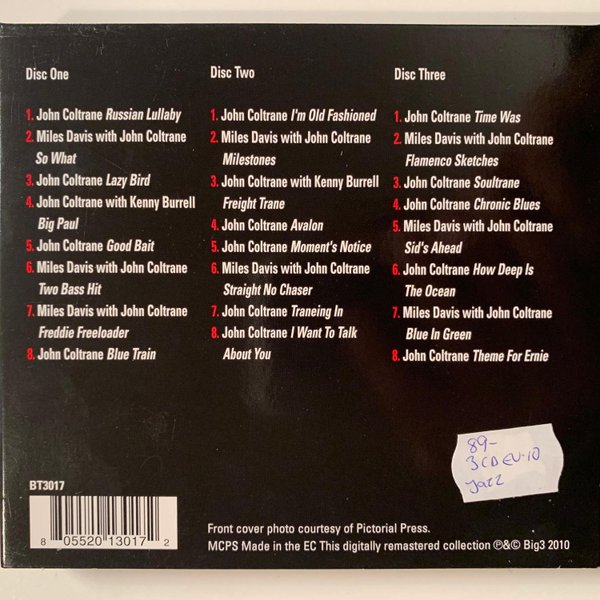 Disc One
1. John Coltrane Russian Lullaby
2. Miles Davis with John Coltrane
So What
3. John Coltrane Lazy Bird
4. John Coltrane with Kenny Burrell
Big Paul
5. John Coltrane Good Bait
6. Miles Davis with John Coltrane
Two Bass Hit
7. Miles Davis with John Coltrane
Freddie Freeloader
8. John Coltrane Blue Train
Disc Two
1. John Coltrane I'm Old Fashioned
2. Miles Davis with John Coltrane
Milestones
3. John Coltrane with Kenny Burrell
Freight Trane
4. John Coltrane Avalon
5. John Coltrane Moment's Notice
6. Miles Davis with John Coltrane
Straight No Chaser
7. John Coltrane Traneing In
8. John Coltrane I Want To Talk
About You
Disc Three
1. John Coltrane Time Was
2. Miles Davis with John Coltrane
Flamenco Sketches
3. John Coltrane Soultrane
4. John Coltrane Chronic Blues
5. Miles Davis with John Coltrane
Sid's Ahead
6. John Coltrane How Deep Is
The Ocean
7. Miles Davis with John Coltrane
Blue In Green
8. John Coltrane Theme For Ernie
89-
3CD EU-10
Jazz
BT3017
8 05520 13017 2
Front cover photo courtesy of Pictorial Press.
MCPS Made in the EC This digitally remastered collection ℗&© Big3 2010